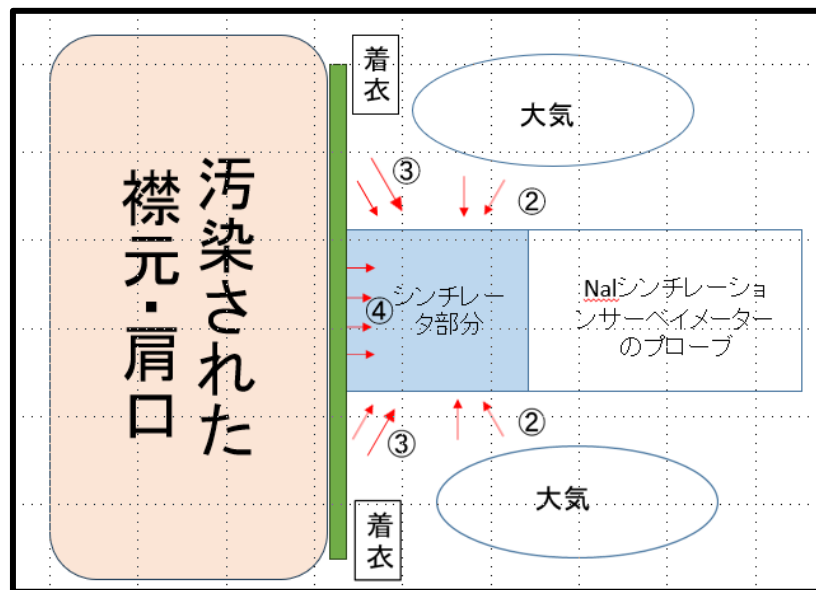 汚染された
襟元・肩口
着
衣
大気
③
②
④
シンチレー
タ部分
NaIシンチレーショ
ンサーベイメーター
のプローブ
③
②
大気
着
衣